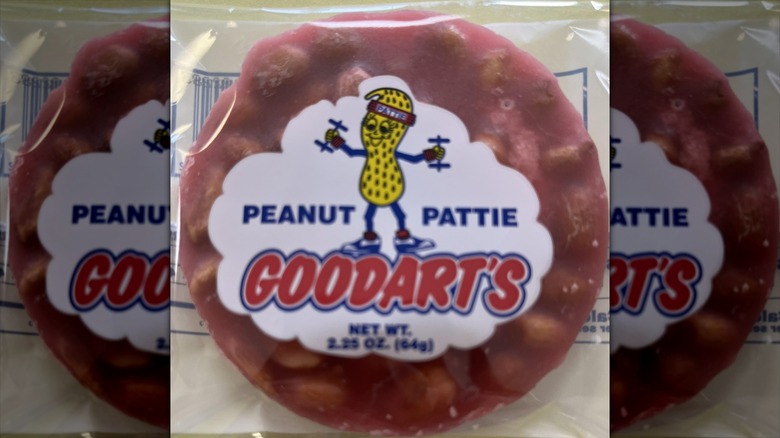 PATTIE
PEANUT PATTIE
GOODART'S
NET WT.
2.25 OZ. (64g)